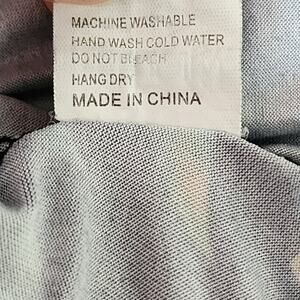 MACHINE WASHABLE
HAND WASH COLD WATER
DO NOT BLEACH
HANG DRY
MADE IN CHINA